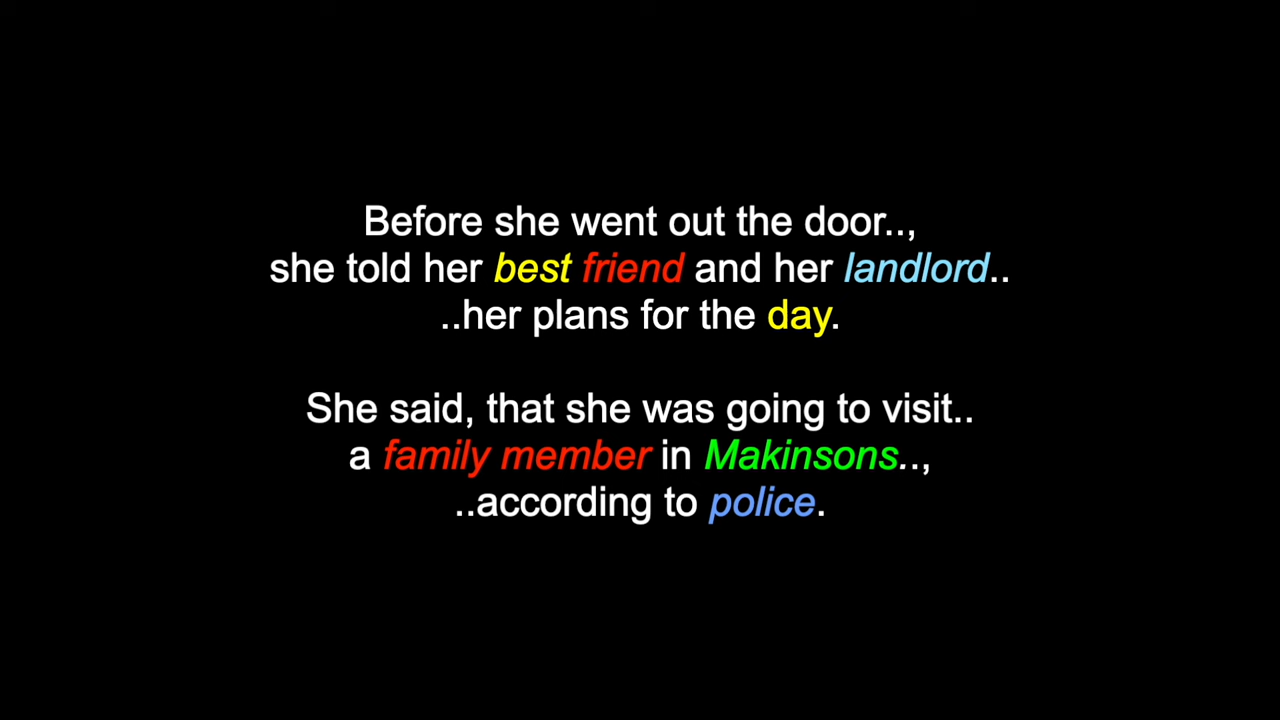 Before she went out the door..,
she told her best friend and her landlord..
..her plans for the day.
She said, that she was going to visit..
a family member in Makinsons..,
..according to police.